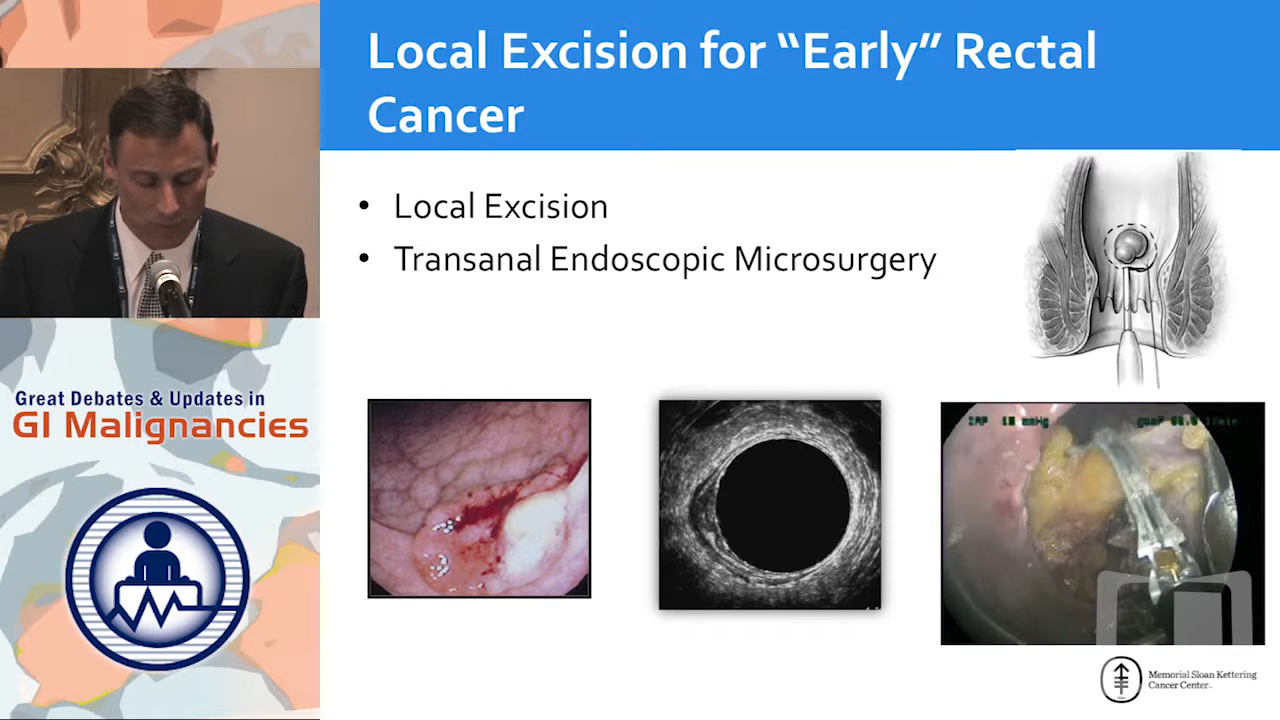 Local Excision for “Early” Rectal
Cancer
• Local Excision
• Transanal Endoscopic Microsurgery
Great Debates & Updates in
GI Malignancies
Memorial Sloan Kettering
Cancer Center